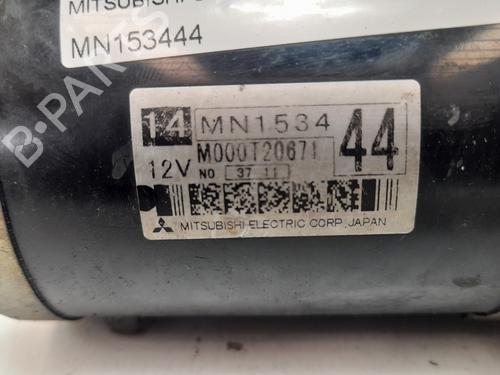 MITSUBISHI
MN153444
14 MN1534 44
M000T20671
12V NO 37 11
MITSUBISHI ELECTRIC CORP. JAPAN
B-PARTS